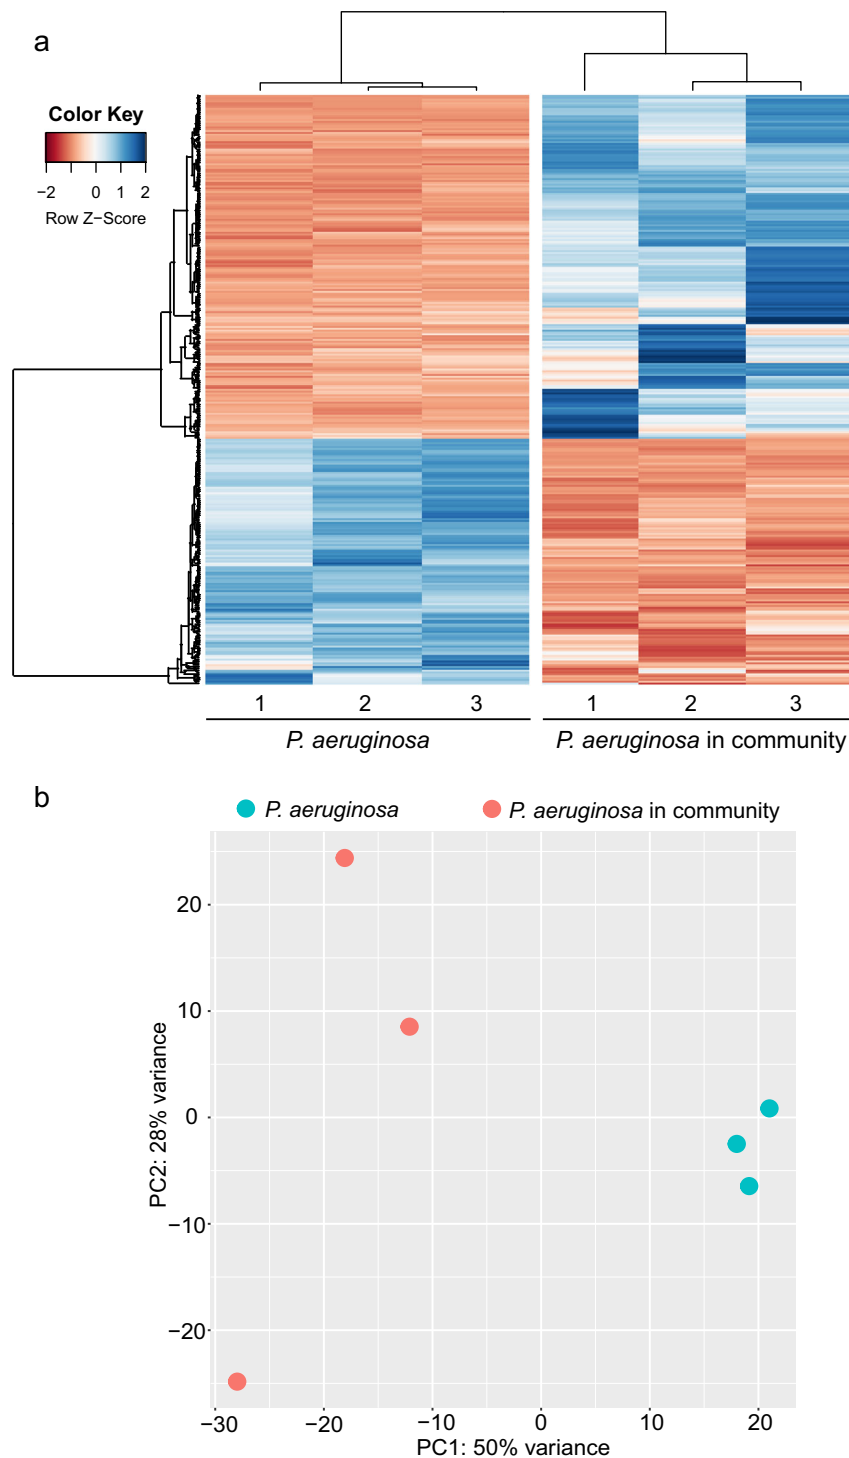 a
Color Key
−2 0 1 2
Row Z−Score
1 2 3 1 2 3
P. aeruginosa P. aeruginosa in community
b
P. aeruginosa P. aeruginosa in community
20
10
0
−10
−20
PC2: 28% variance
−30 −20 −10 0 10 20
PC1: 50% variance